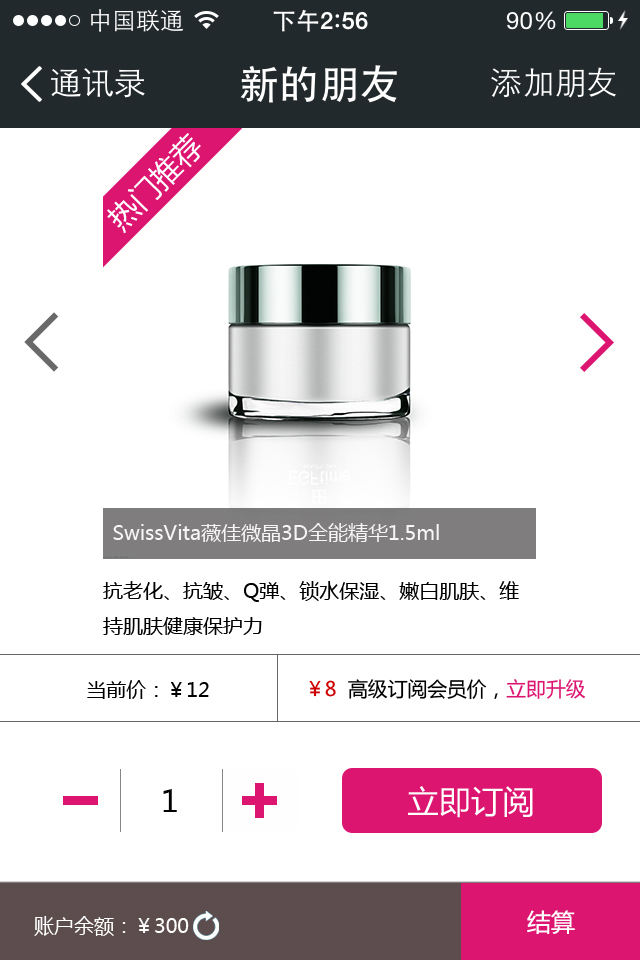 中国联通 下午2:56 90%
通讯录 新的朋友 添加朋友
热门推荐
SwissVita薇佳微晶3D全能精华1.5ml
抗老化、抗皱、Q弹、锁水保湿、嫩白肌肤、维
持肌肤健康保护力
当前价：¥12 ¥8 高级订阅会员价，立即升级
1 立即订阅
账户余额：¥300 结算